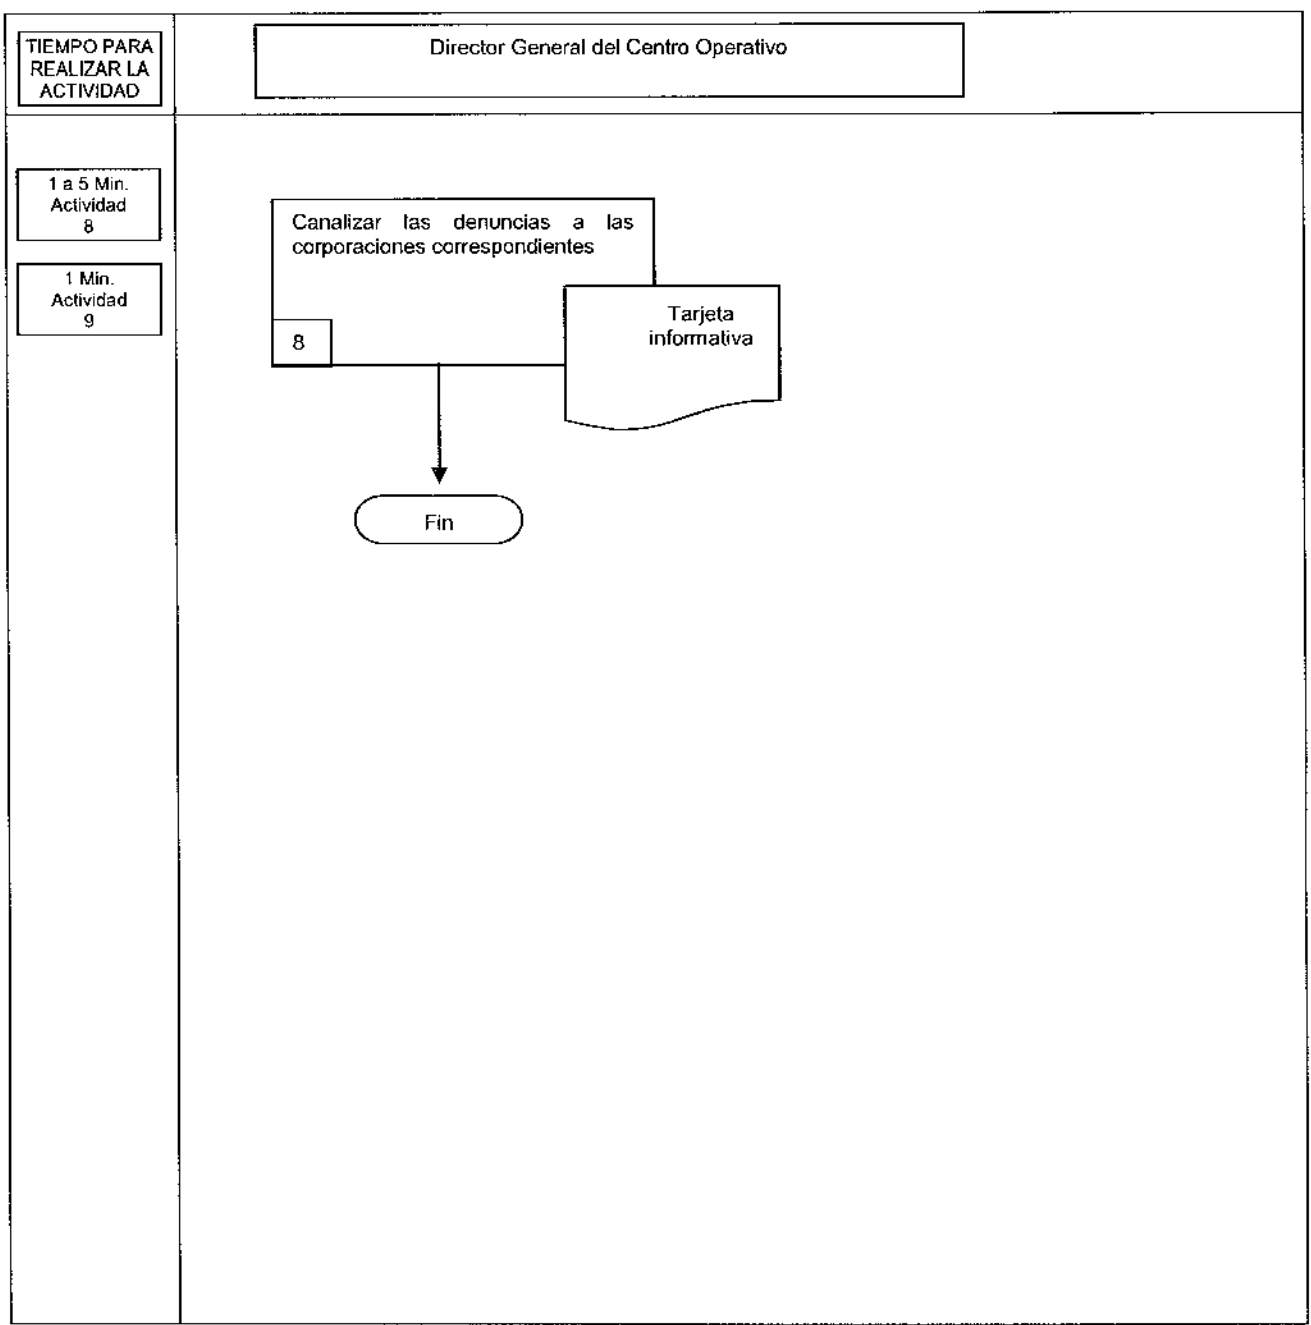 TIEMPO PARA
REALIZAR LA
ACTIVIDAD
Director General del Centro Operativo
1 a 5 Min.
Actividad
8
1 Min.
Actividad
9
Canalizar las denuncias a las
corporaciones correspondientes
8
Tarjeta
informativa
Fin